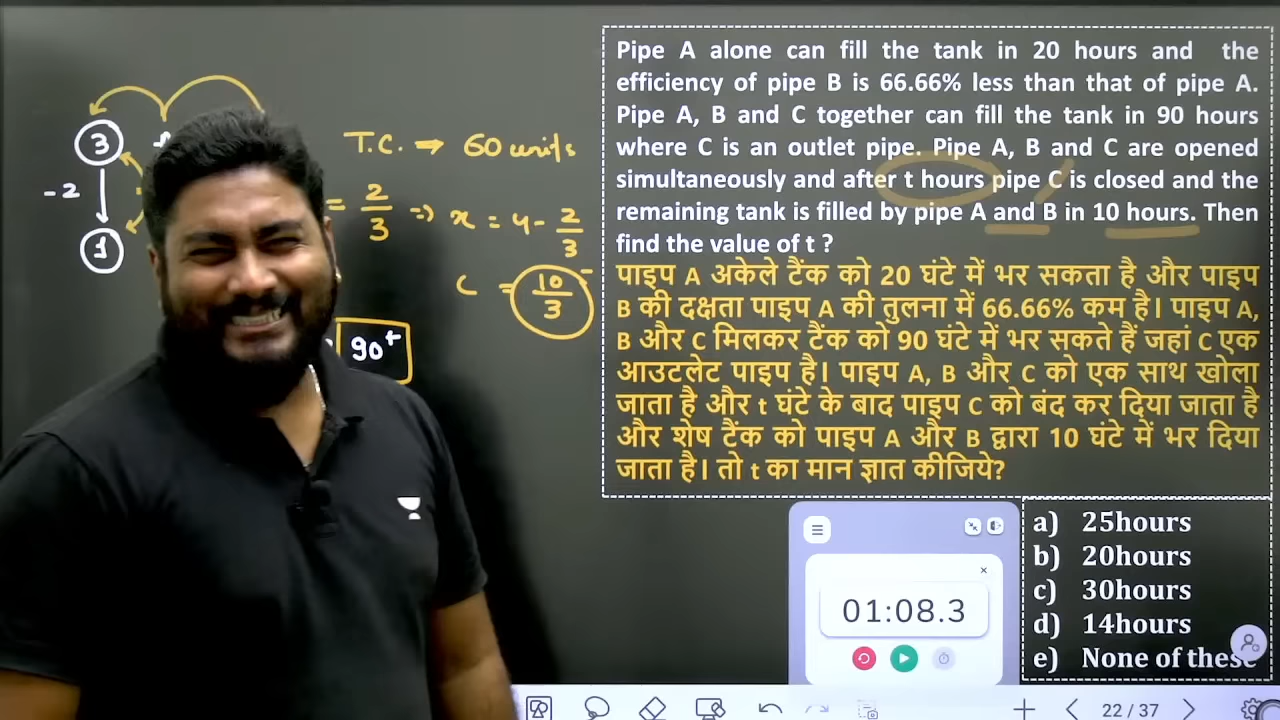 Pipe A alone can fill the tank in 20 hours and the
efficiency of pipe B is 66.66% less than that of pipe A.
Pipe A, B and C together can fill the tank in 90 hours
where C is an outlet pipe. Pipe A, B and C are opened
simultaneously and after t hours pipe C is closed and the
remaining tank is filled by pipe A and B in 10 hours. Then
find the value of t ?
पाइप A अकेले टैंक को 20 घंटे में भर सकता है और पाइप
B की दक्षता पाइप A की तुलना में 66.66% कम है। पाइप A,
B और C मिलकर टैंक को 90 घंटे में भर सकते हैं जहां C एक
आउटलेट पाइप है। पाइप A, B और C को एक साथ खोला
जाता है और t घंटे के बाद पाइप C को बंद कर दिया जाता है
और शेष टैंक को पाइप A और B द्वारा 10 घंटे में भर दिया
जाता है। तो t का मान ज्ञात कीजिये?
a) 25hours
b) 20hours
c) 30hours
d) 14hours
e) None of these
3
-2
1
T.C. → 60 units
= 2/3 ⇒ x = 4 - 2/3
C = 10/3
90
01:08.3
22 / 37